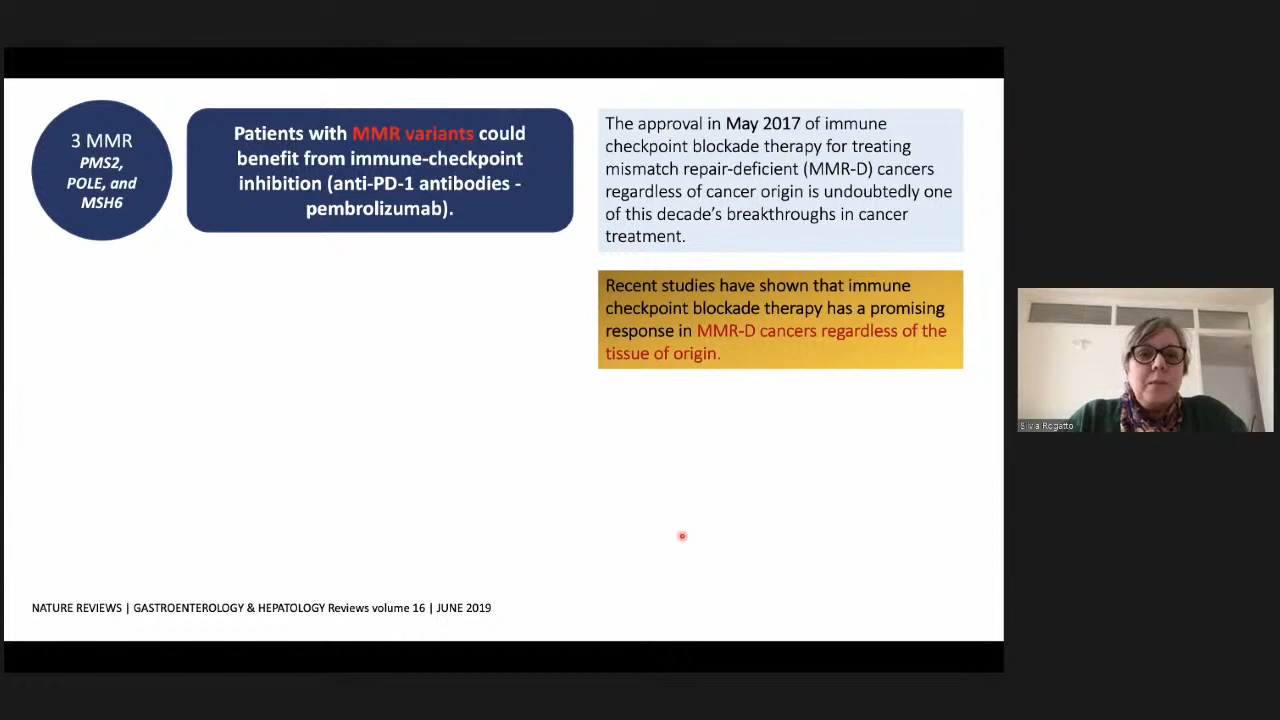 3 MMR
PMS2,
POLE, and
MSH6
Patients with MMR variants could
benefit from immune-checkpoint
inhibition (anti-PD-1 antibodies -
pembrolizumab).
The approval in May 2017 of immune
checkpoint blockade therapy for treating
mismatch repair-deficient (MMR-D) cancers
regardless of cancer origin is undoubtedly one
of this decade's breakthroughs in cancer
treatment.
Recent studies have shown that immune
checkpoint blockade therapy has a promising
response in MMR-D cancers regardless of the
tissue of origin.
Silvia Rogatto
NATURE REVIEWS | GASTROENTEROLOGY & HEPATOLOGY Reviews volume 16 | JUNE 2019